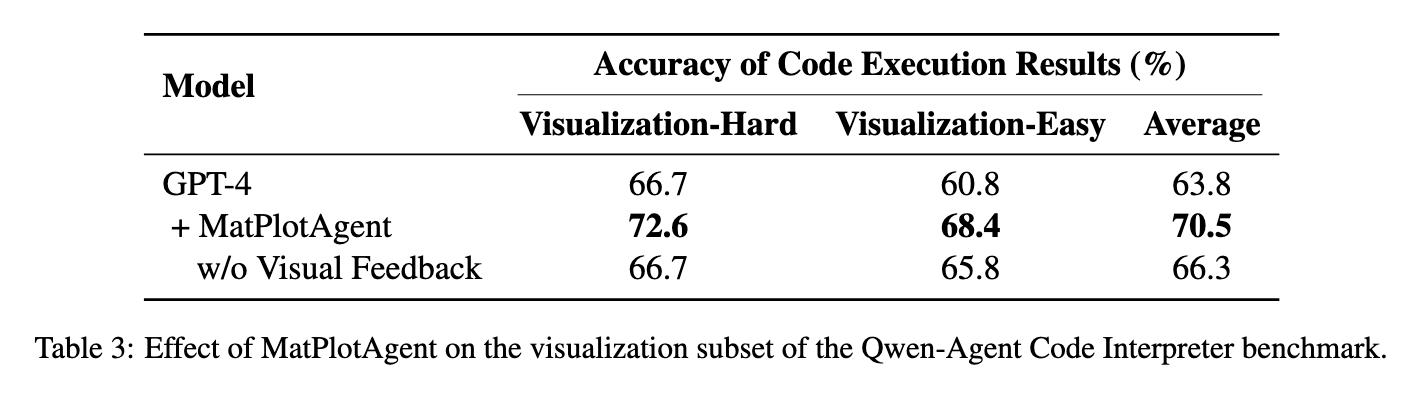 Model Accuracy of Code Execution Results (%)
Visualization-Hard Visualization-Easy Average
GPT-4 66.7 60.8 63.8
+ MatPlotAgent 72.6 68.4 70.5
w/o Visual Feedback 66.7 65.8 66.3
Table 3: Effect of MatPlotAgent on the visualization subset of the Qwen-Agent Code Interpreter benchmark.